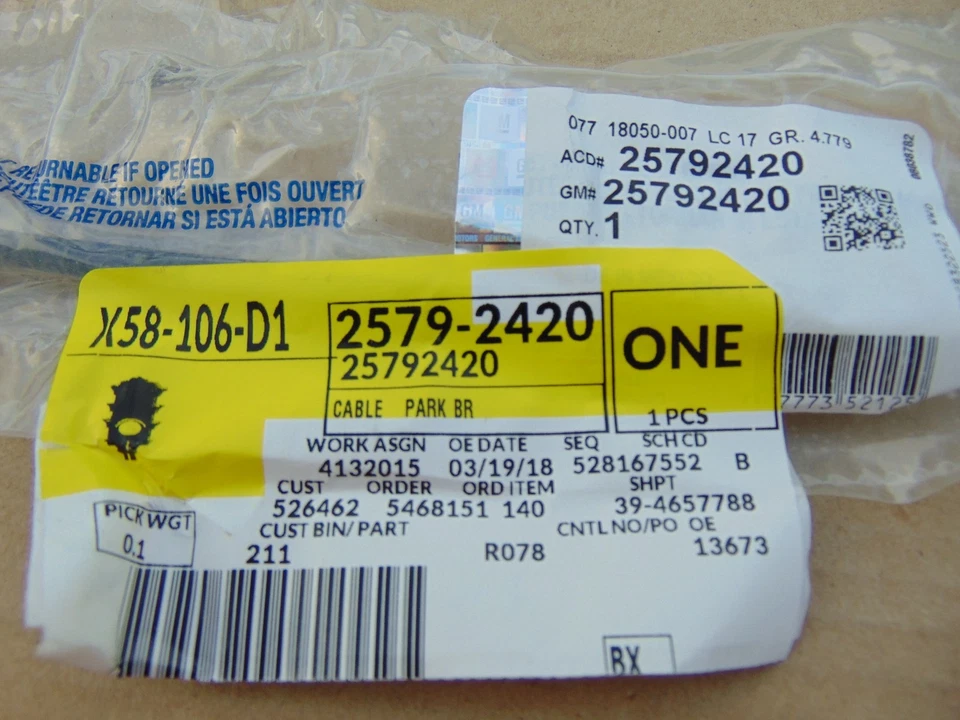 077 18050-007 LC 17 GR. 4.779
ACD# 25792420
GM# 25792420
QTY. 1
URNABLE IF OPENED
ÊTRE RETOURNÉ UNE FOIS OUVERT
DE RETORNAR SI ESTÁ ABIERTO
X58-106-D1
2579-2420
25792420
ONE
CABLE PARK BR
1 PCS
WORK ASGN OE DATE SEQ SCH CD
4132015 03/19/18 528167552 B
CUST ORDER ORD ITEM SHPT
526462 5468151 140 39-4657788
PICK WGT
0.1
CUST BIN/PART CNTL NO/PO OE
211 R078 13673
BX